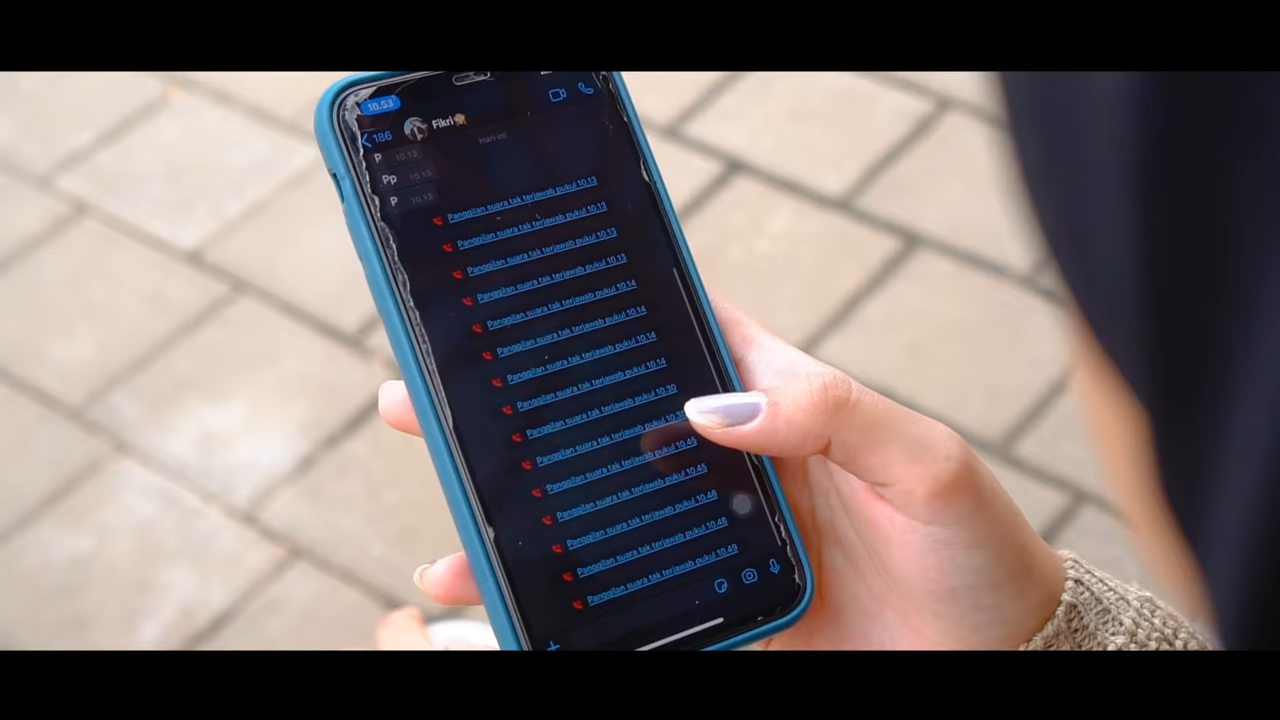 10.53
186
Fikri
Hari ini
P 10.13
Pp 10.13
P 10.13
Panggilan suara tak terjawab pukul 10.13
Panggilan suara tak terjawab pukul 10.13
Panggilan suara tak terjawab pukul 10.13
Panggilan suara tak terjawab pukul 10.13
Panggilan suara tak terjawab pukul 10.14
Panggilan suara tak terjawab pukul 10.14
Panggilan suara tak terjawab pukul 10.14
Panggilan suara tak terjawab pukul 10.14
Panggilan suara tak terjawab pukul 10.30
Panggilan suara tak terjawab pukul 10.30
Panggilan suara tak terjawab pukul 10.45
Panggilan suara tak terjawab pukul 10.45
Panggilan suara tak terjawab pukul 10.46
Panggilan suara tak terjawab pukul 10.48
Panggilan suara tak terjawab pukul 10.49